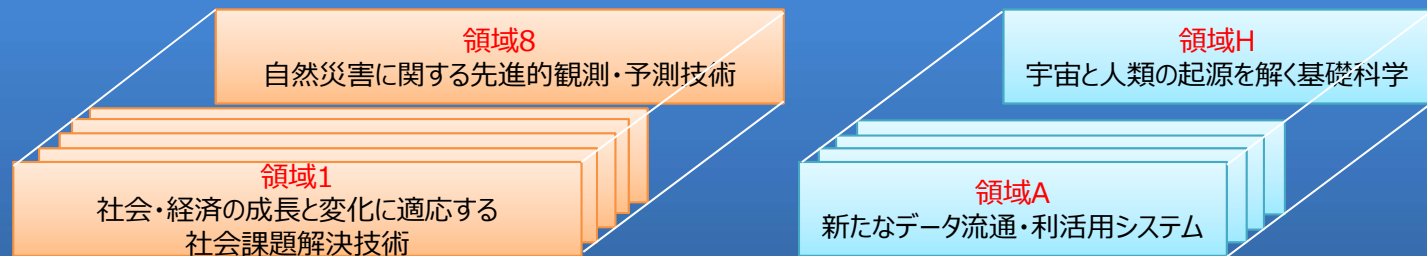 領域8
自然災害に関する先進的観測・予測技術
領域1
社会・経済の成長と変化に適応する
社会課題解決技術
領域H
宇宙と人類の起源を解く基礎科学
領域A
新たなデータ流通・利活用システム